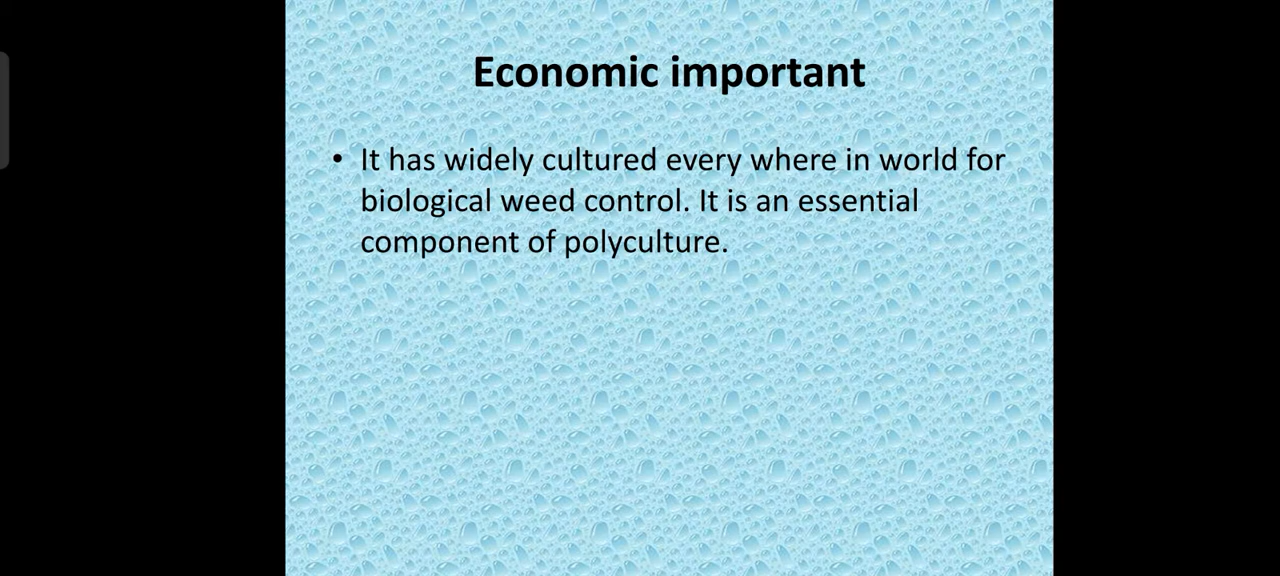 Economic important
• It has widely cultured every where in world for
biological weed control. It is an essential
component of polyculture.